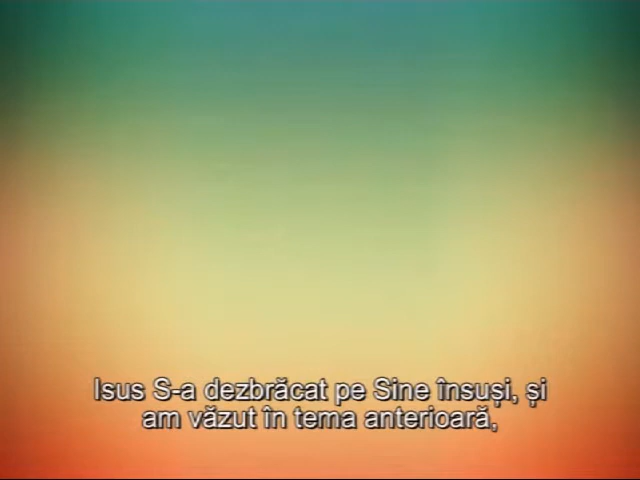 Isus S-a dezbrăcat pe Sine însuși, și
am văzut în tema anterioară,